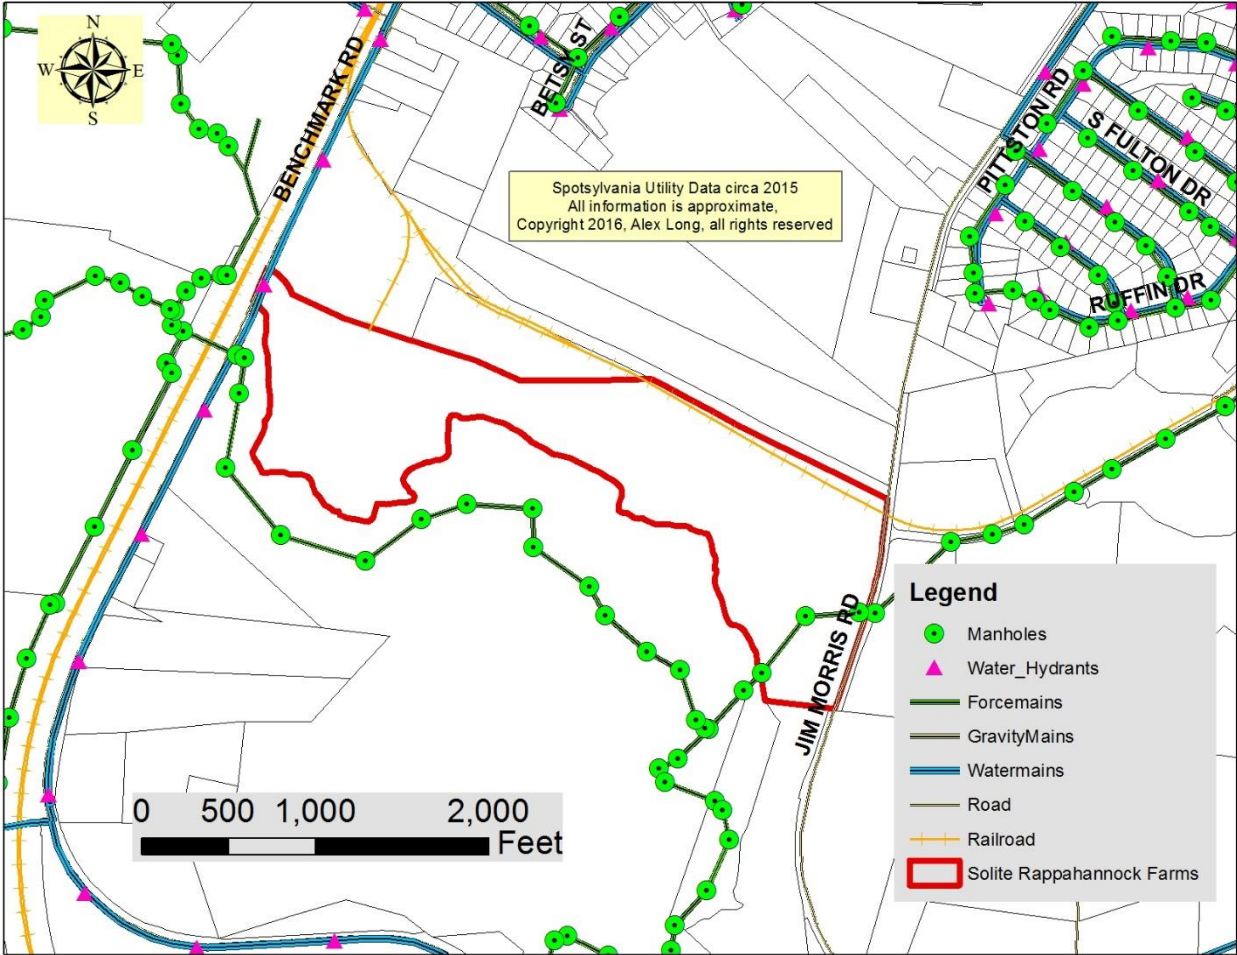 N
W E
S
BENCHMARK RD
BETSY ST
PITTSTON RD
S FULTON DR
Spotsylvania Utility Data circa 2015
All information is approximate,
Copyright 2016, Alex Long, all rights reserved
RUFFIN DR
JIM MORRIS RD
Legend
Manholes
Water_Hydrants
Forcemains
GravityMains
Watermains
Road
Railroad
Solite Rappahannock Farms
0 500 1,000 2,000
Feet